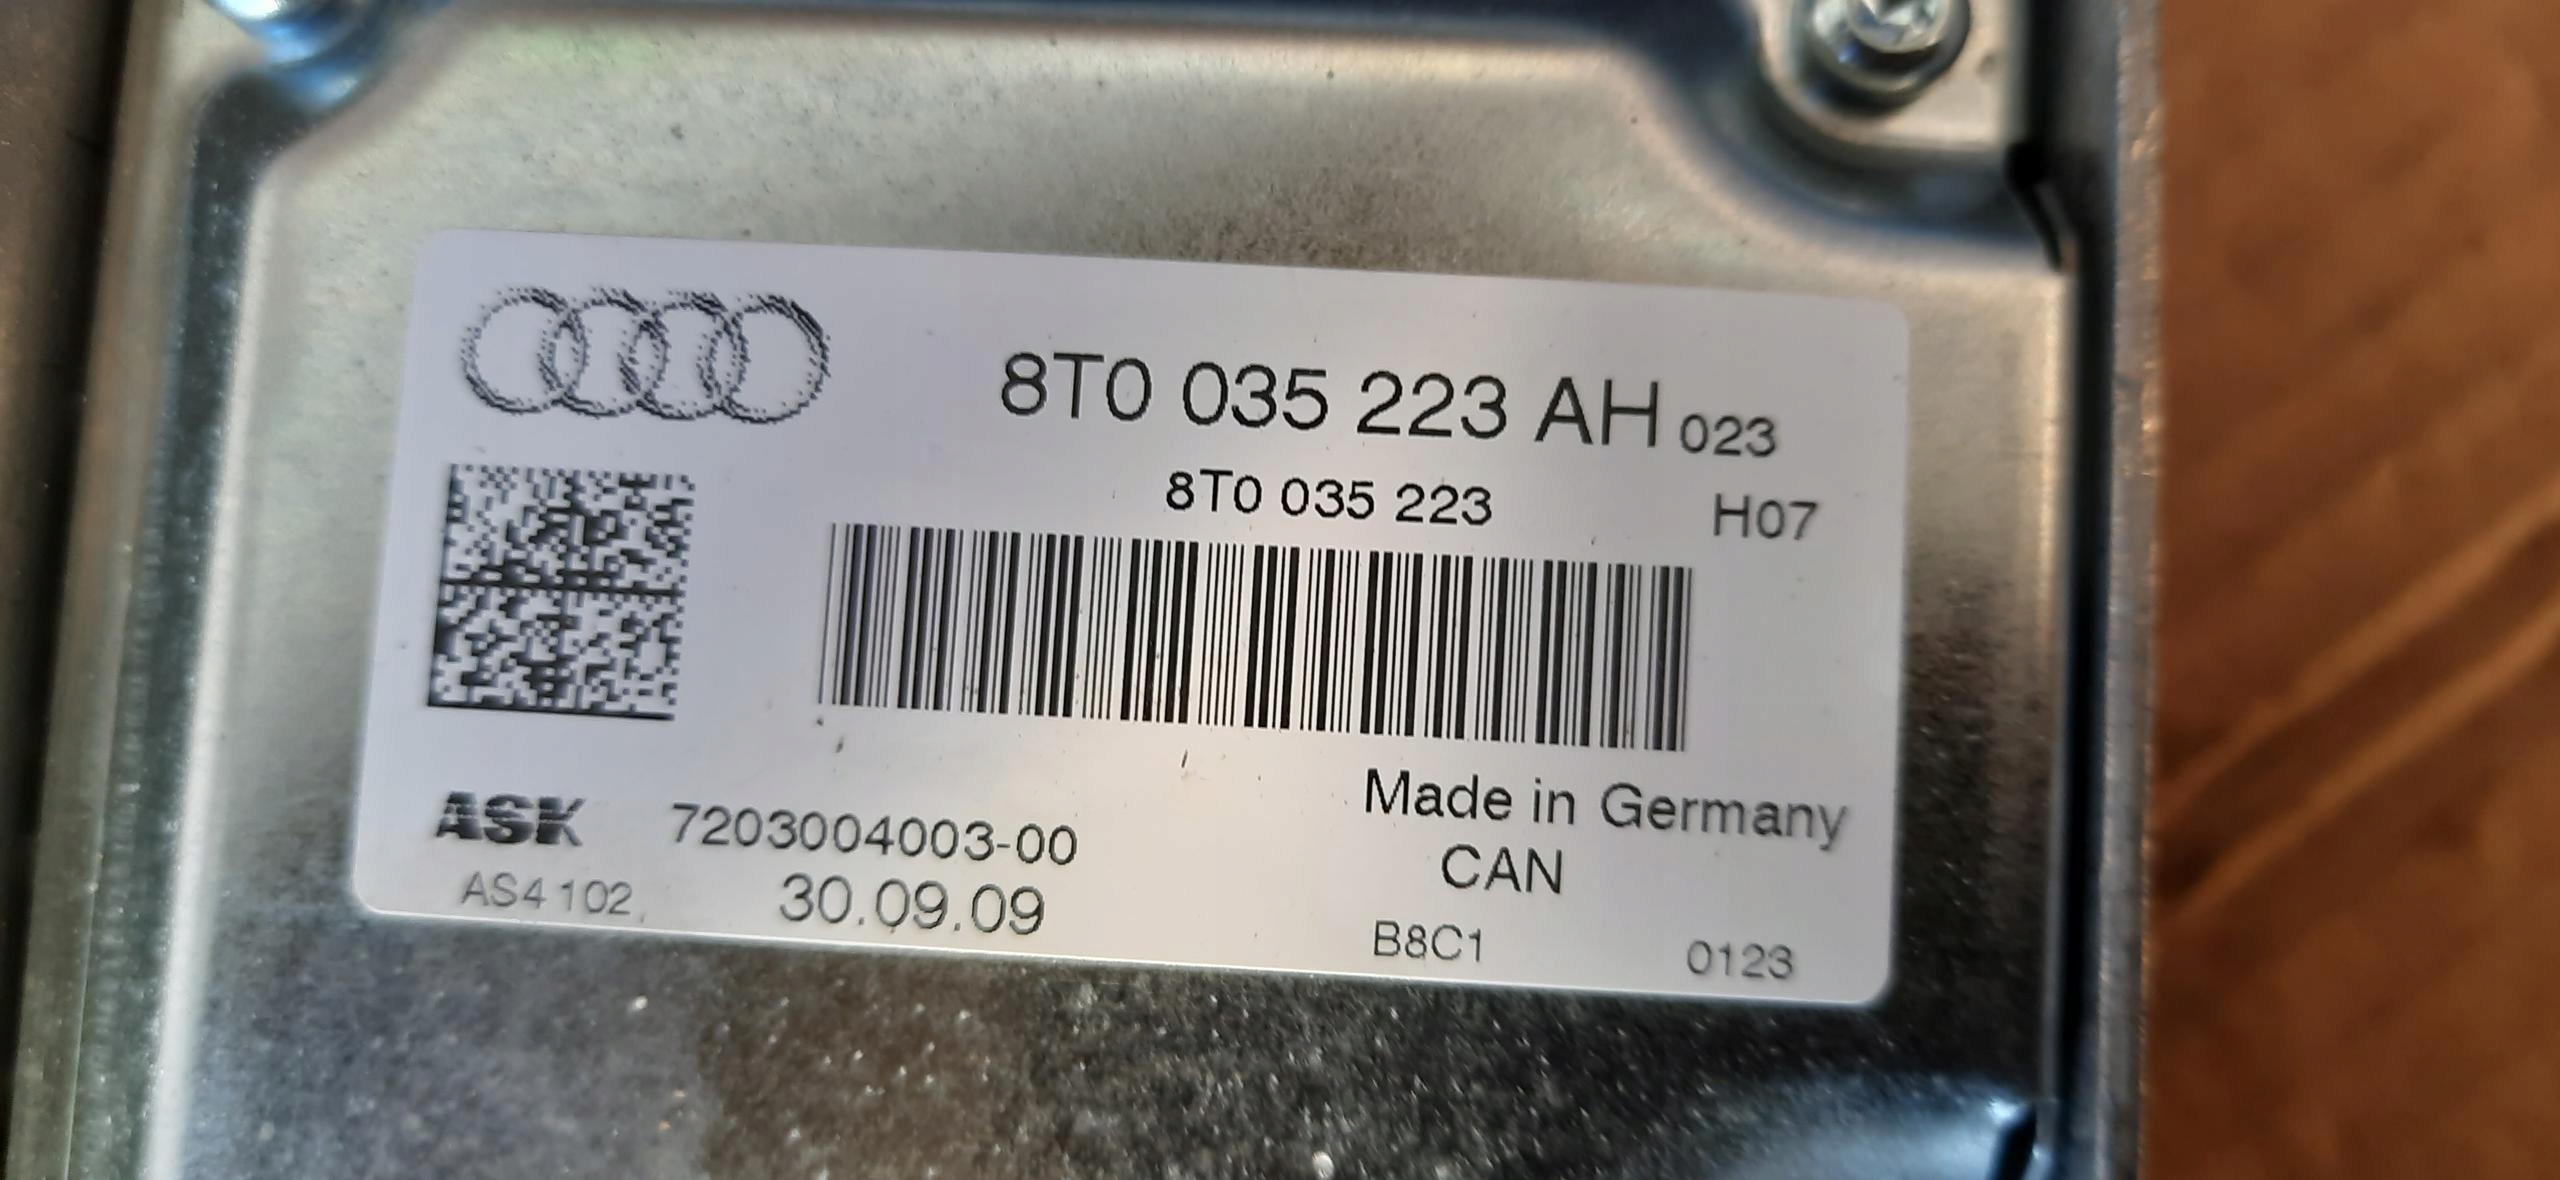 8T0 035 223 AH 023
8T0 035 223
H07
ASK 7203004003-00
Made in Germany
CAN
AS4 102
30.09.09
B8C1
0123